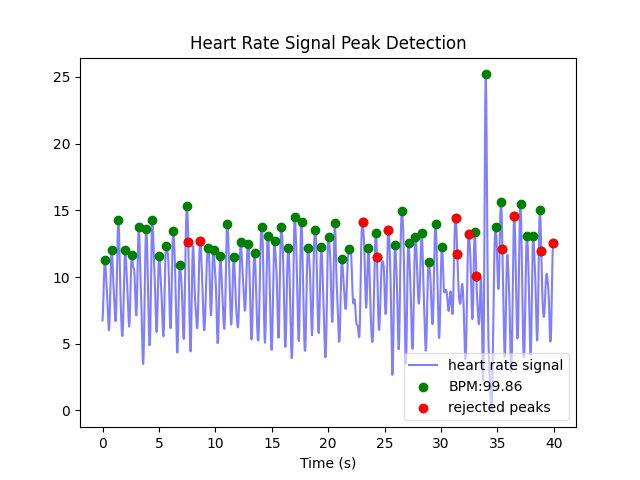 Heart Rate Signal Peak Detection
25
20
15
10
5
0
heart rate signal
BPM:99.86
rejected peaks
0 5 10 15 20 25 30 35 40
Time (s)